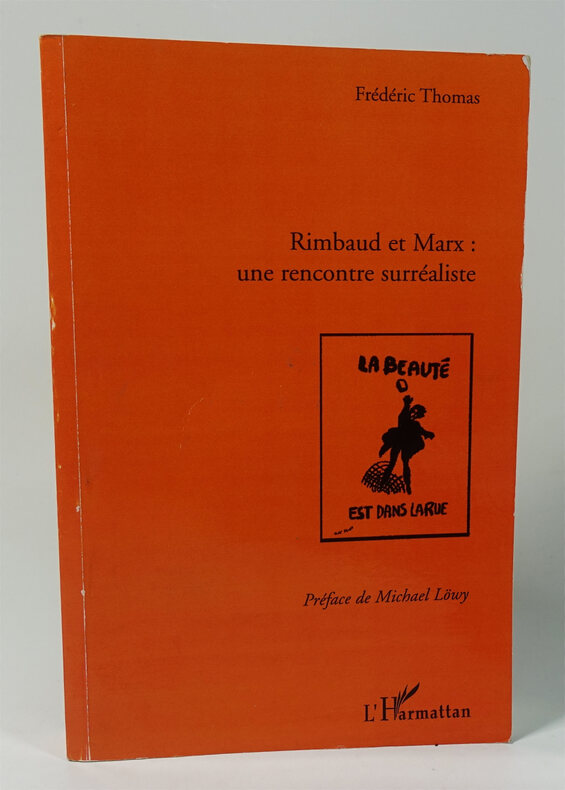 Frédéric Thomas
Rimbaud et Marx :
une rencontre surréaliste
LA BEAUTÉ
EST DANS LA RUE
Préface de Michael Löwy
L'Harmattan